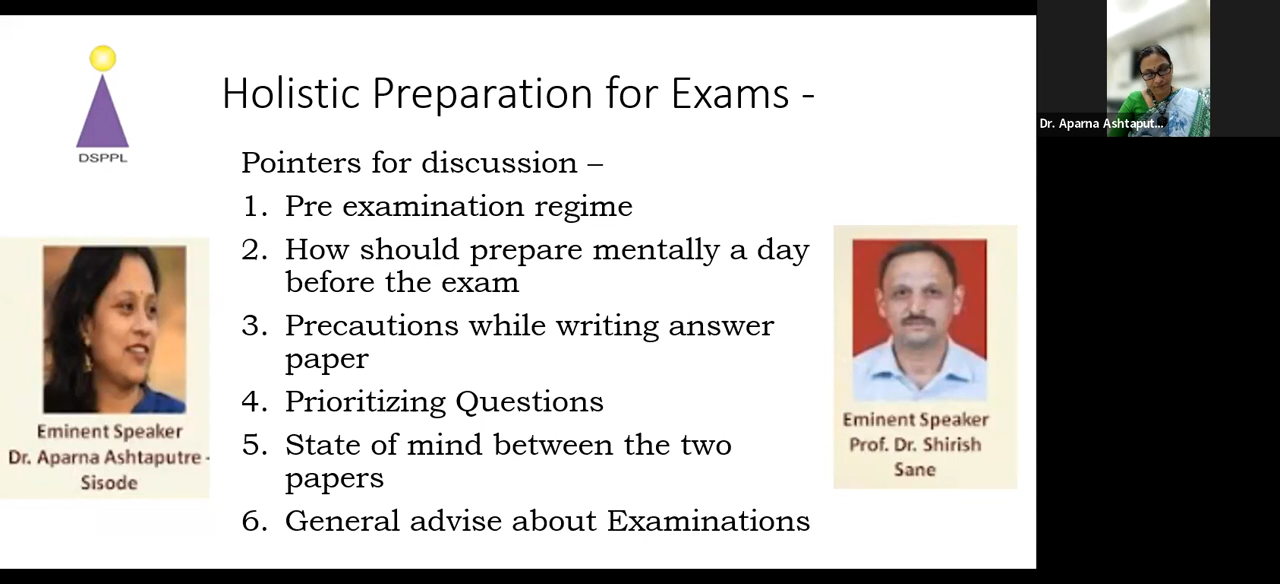 Holistic Preparation for Exams -
DSPPL
Pointers for discussion –
1. Pre examination regime
2. How should prepare mentally a day
before the exam
3. Precautions while writing answer
paper
4. Prioritizing Questions
5. State of mind between the two
papers
6. General advise about Examinations
Eminent Speaker
Dr. Aparna Ashtaputre -
Sisode
Eminent Speaker
Prof. Dr. Shirish
Sane
Dr. Aparna Ashtaput...